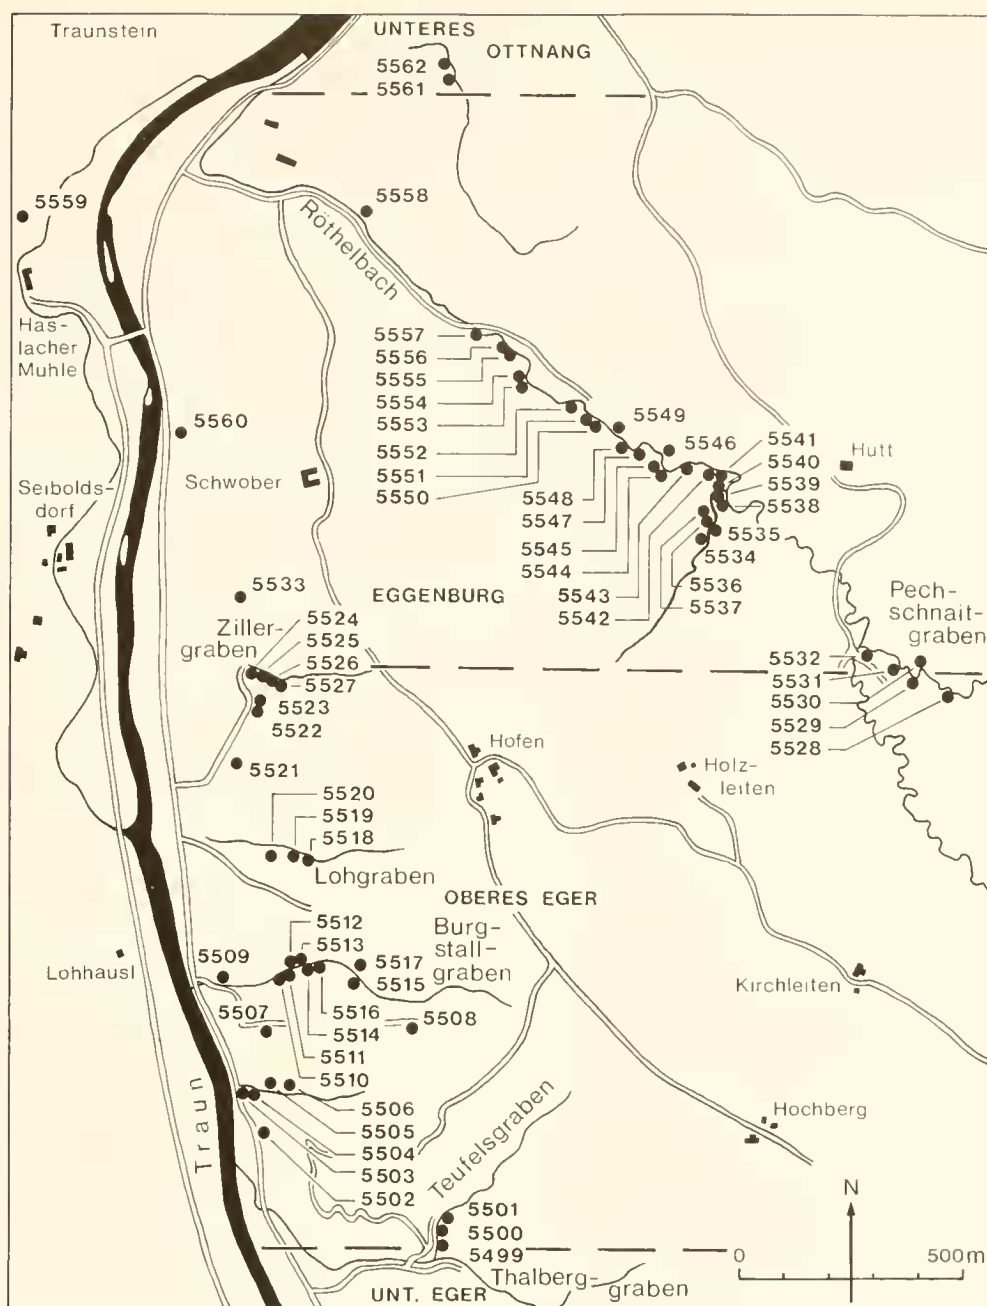 Traunstein
UNTERES
OTTNANG
5562
5561
5559
5558
Röthelbach
Has-
lacher
Muhle
5557
5556
5555
5554
5553
5552
5551
5550
5549
5560
Schwober
5546
5541
5540
5539
5538
Hutt
Seibolds-
dorf
5548
5547
5545
5544
5543
5542
5535
5534
5536
5537
5533
EGGENBURG
Pech-
schnait-
graben
Ziller-
graben
5524
5525
5526
5527
5523
5522
5532
5531
5530
5529
5528
5521
Hofen
Holz-
leiten
5520
5519
5518
Lohgraben
OBERES EGER
5512
5513
Burg-
stall-
graben
5509
5517
5515
Lohhausl
Kirchleiten
5507
5516
5508
5514
5511
5510
5506
5505
5504
5503
5502
Hochberg
Traun
Teufelsgraben
5501
5500
5499
N
0
500m
Thalberg-
graben
UNT. EGER